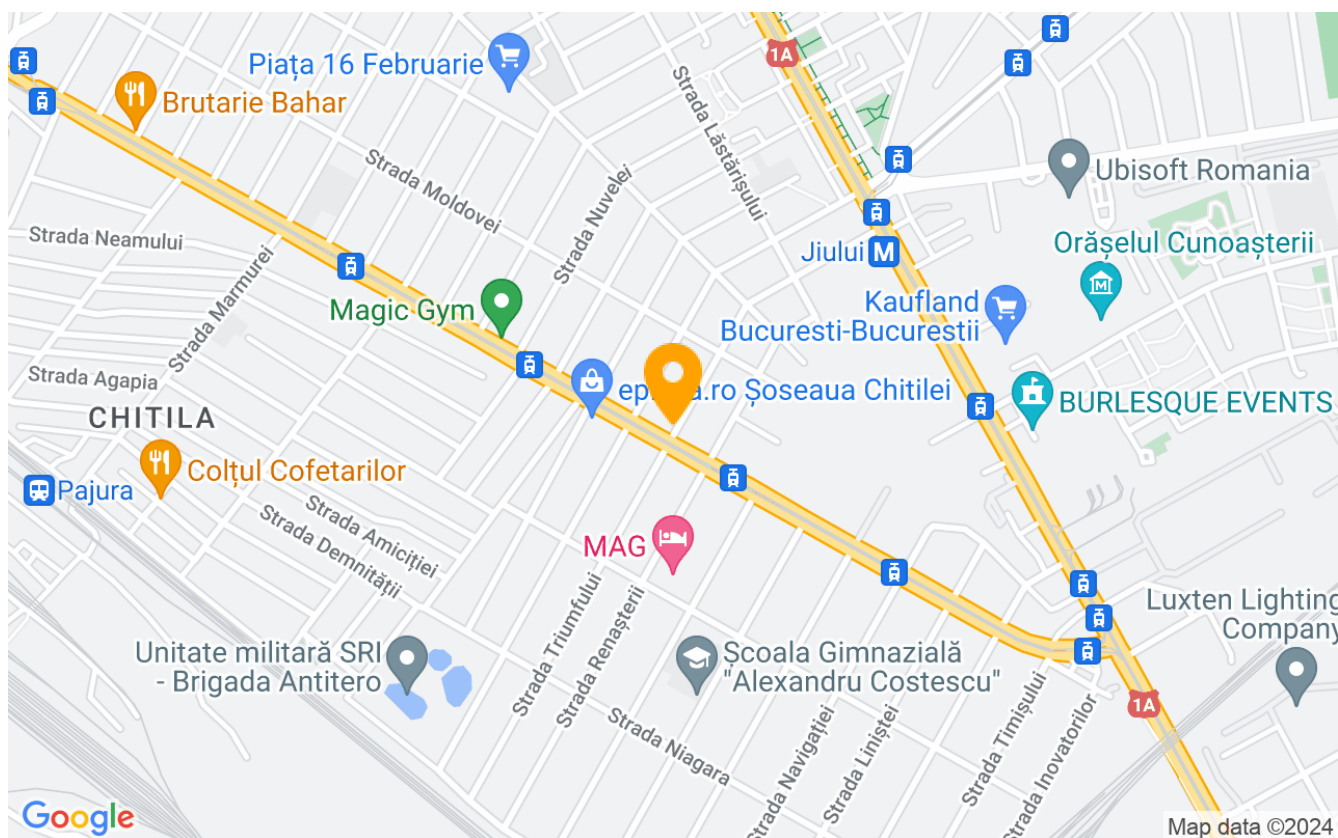 1A
Piața 16 Februarie
Brutarie Bahar
Strada Lăstărișului
Ubisoft Romania
Strada Moldovei
Strada Nuvelei
Strada Neamului
Jiului M
Orășelul Cunoașterii
M
Strada Marmurei
Magic Gym
Kaufland
Bucuresti-Bucurestii
Strada Agapia
.ro Șoseaua Chitilei
BURLESQUE EVENTS
CHITILA
Colțul Cofetarilor
Pajura
Strada Amiciției
Strada Demnității
MAG
Strada Triumfului
Strada Renașterii
Luxten Lighting
Company
Unitate militară SRI
- Brigada Antitero
Școala Gimnazială
"Alexandru Costescu"
Strada Niagara
Strada Navigației
Strada Liniștei
Strada Timișului
Strada Inovatorilor
1A
Google
Map data ©2024